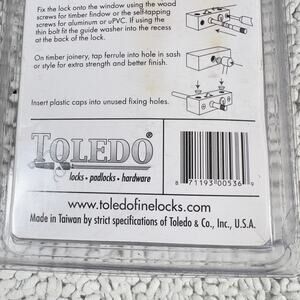 Fix the lock onto the window using the wood
screws for timber findow or the self-tapping
screws for aluminum or uPVC. If using the
thin bolt fit the guide washer into the recess
at the back of the lock.
On timber joinery, tap ferrule into hole in sash
or style for extra strength and better finish.
Insert plastic caps into unused fixing holes.
TOLEDO®
locks • padlocks • hardware
8 71193 00536 9
www.toledofinelocks.com
Made in Taiwan by strict specifications of Toledo & Co., Inc., U.S.A.